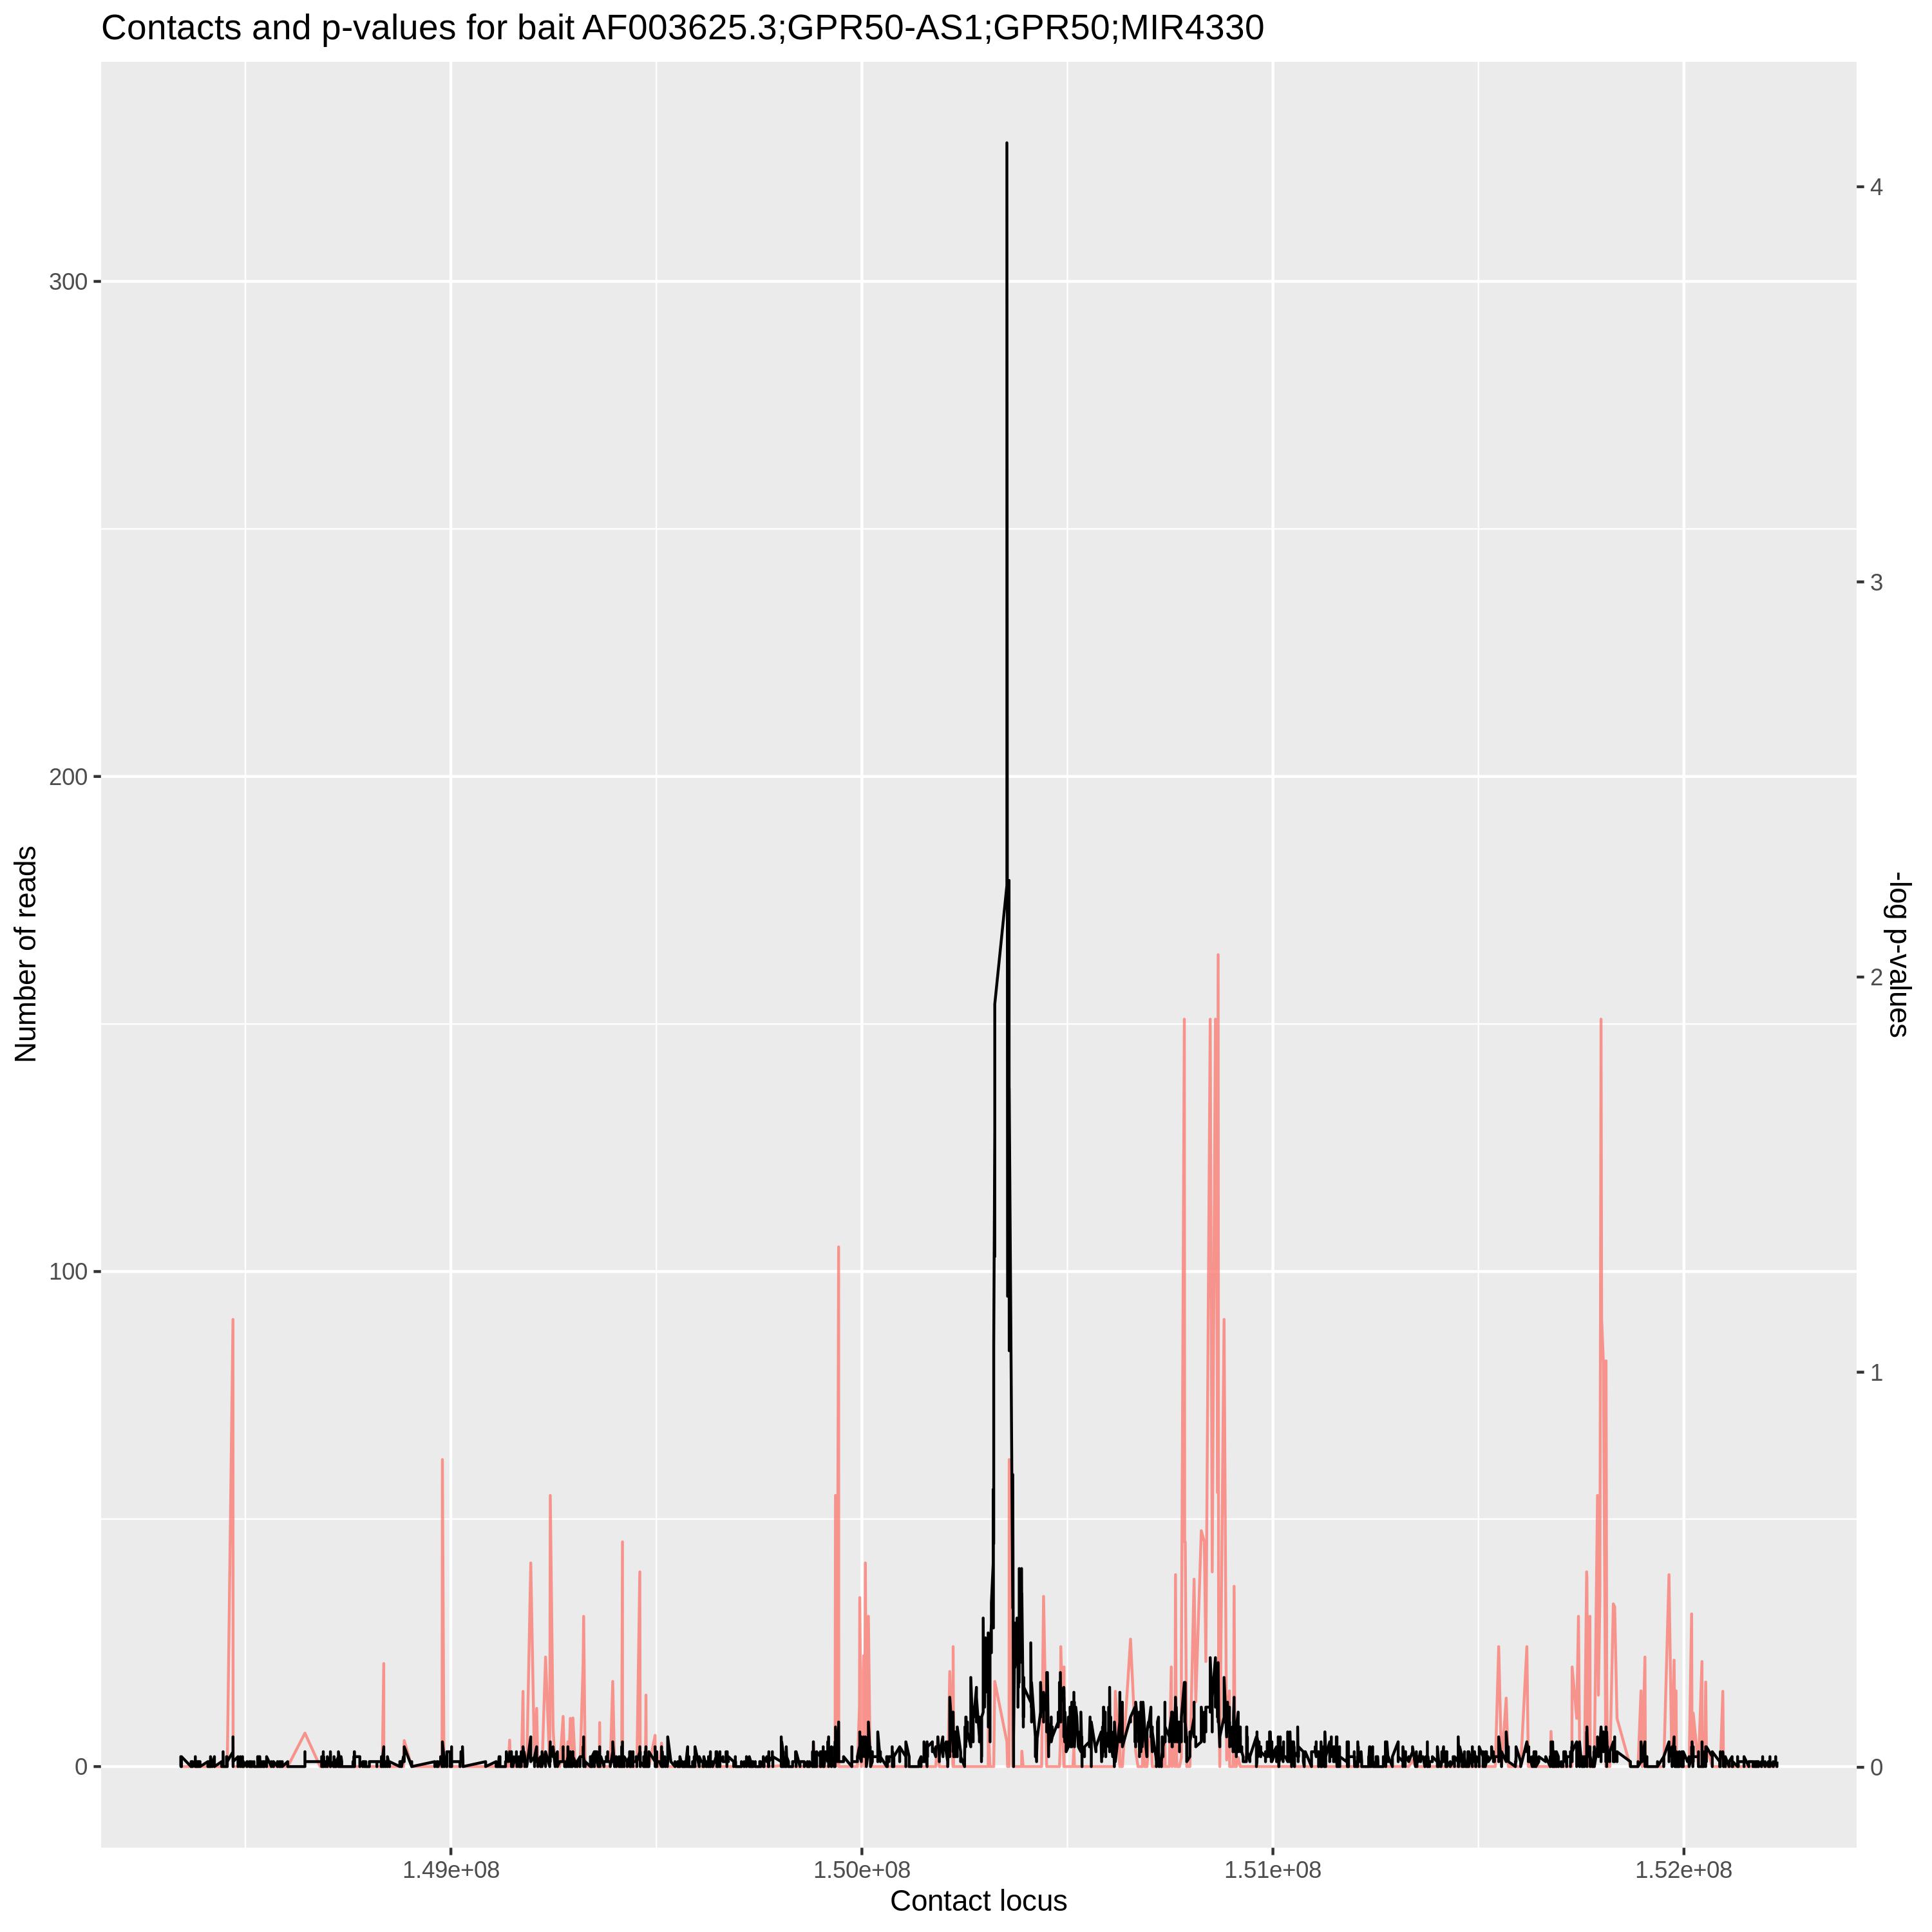 Contacts and p-values for bait AF003625.3;GPR50-AS1;GPR50;MIR4330
Number of reads
300
200
100
0
4
3
2
1
0
-log p-values
1.49e+08 1.50e+08 1.51e+08 1.52e+08
Contact locus